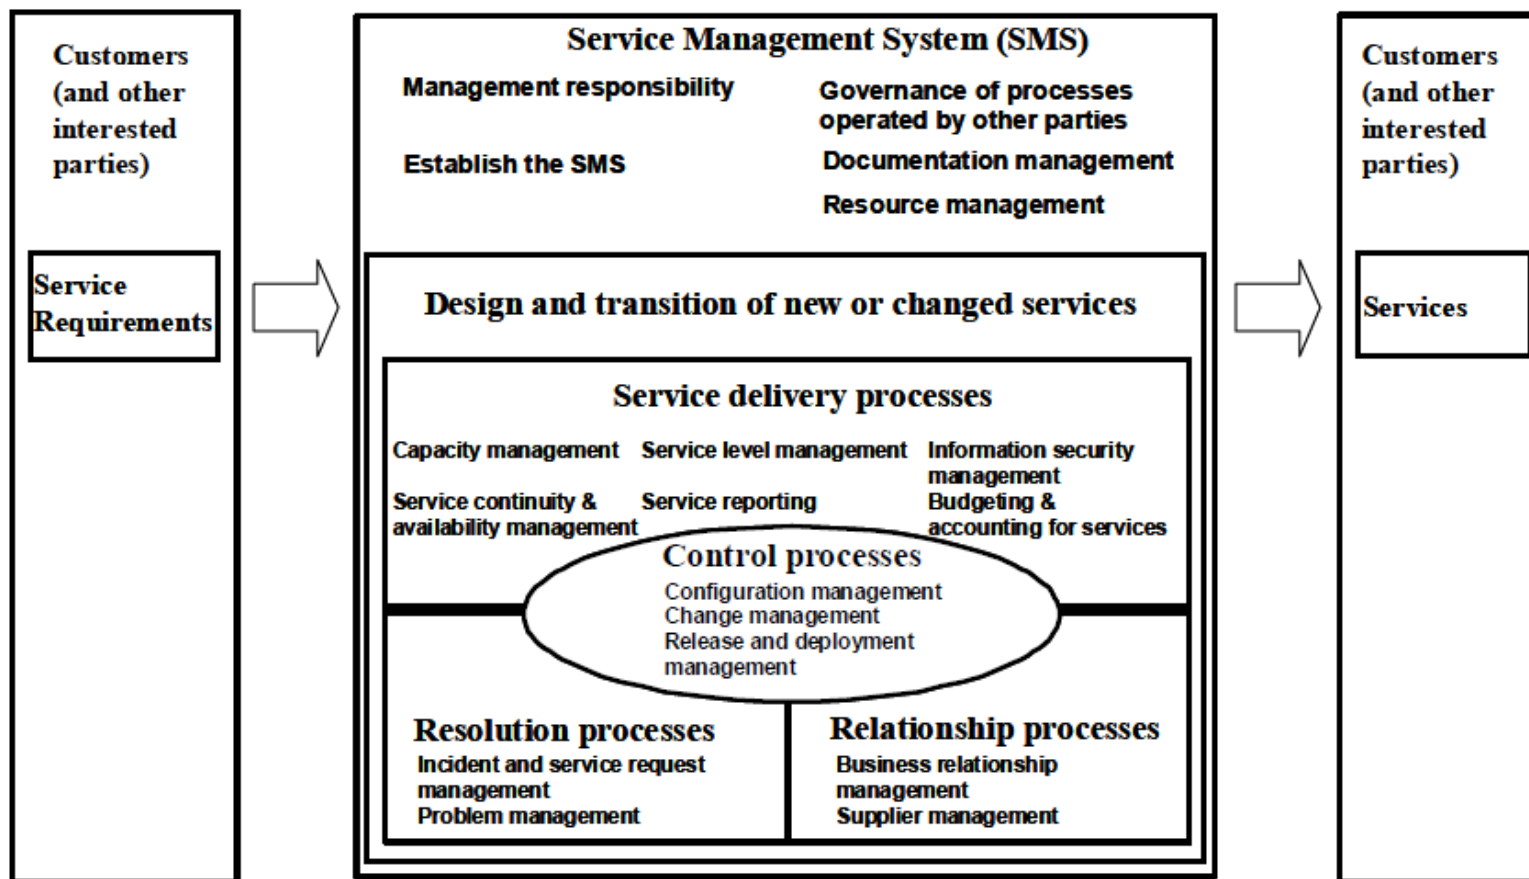 Customers
(and other
interested
parties)
Service
Requirements
Service Management System (SMS)
Management responsibility
Establish the SMS
Governance of processes
operated by other parties
Documentation management
Resource management
Design and transition of new or changed services
Service delivery processes
Capacity management
Service continuity &
availability management
Service level management
Service reporting
Information security
management
Budgeting &
accounting for services
Control processes
Configuration management
Change management
Release and deployment
management
Resolution processes
Incident and service request
management
Problem management
Relationship processes
Business relationship
management
Supplier management
Customers
(and other
interested
parties)
Services